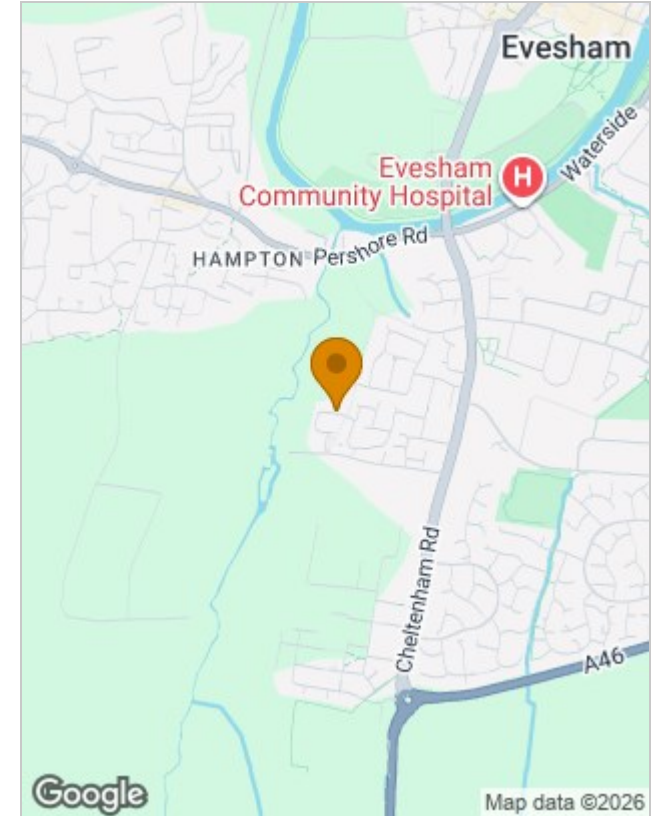 Evesham
Waterside
Evesham
Community Hospital
H
HAMPTON
Pershore Rd
Cheltenham Rd
A46
Google
Map data ©2026